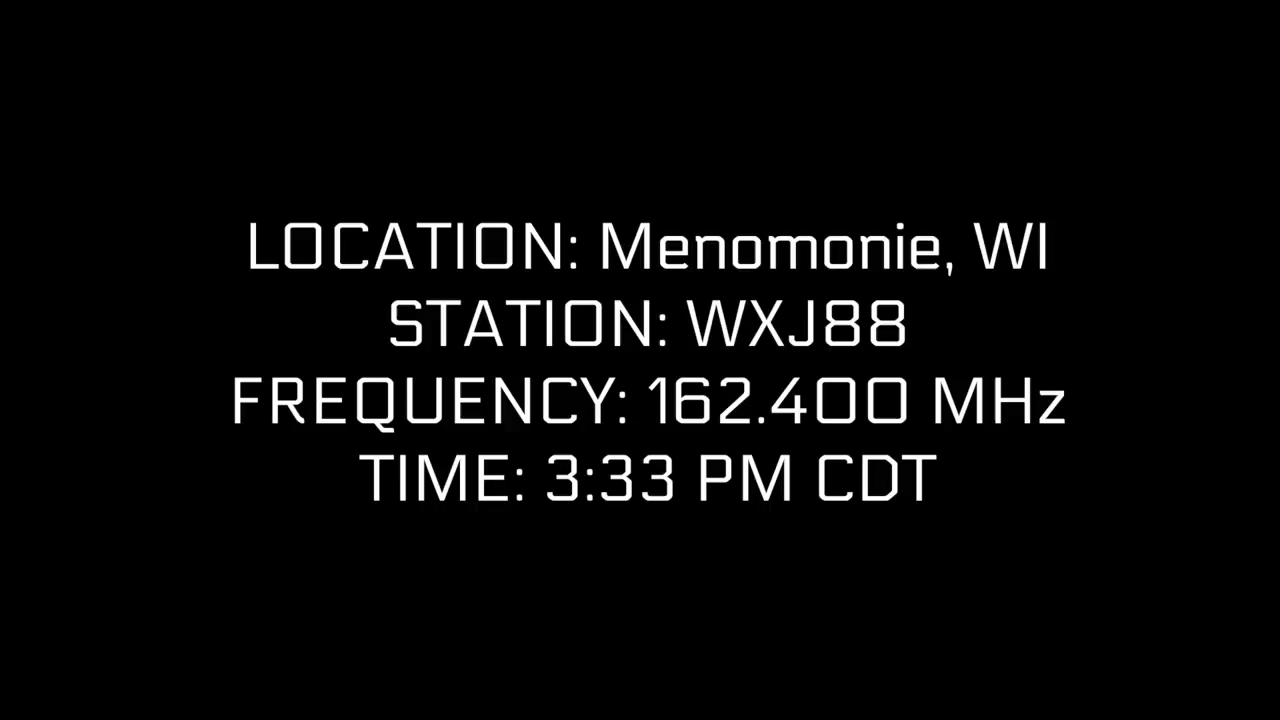 LOCATION: Menomonie, WI
STATION: WXJ88
FREQUENCY: 162.400 MHz
TIME: 3:33 PM CDT